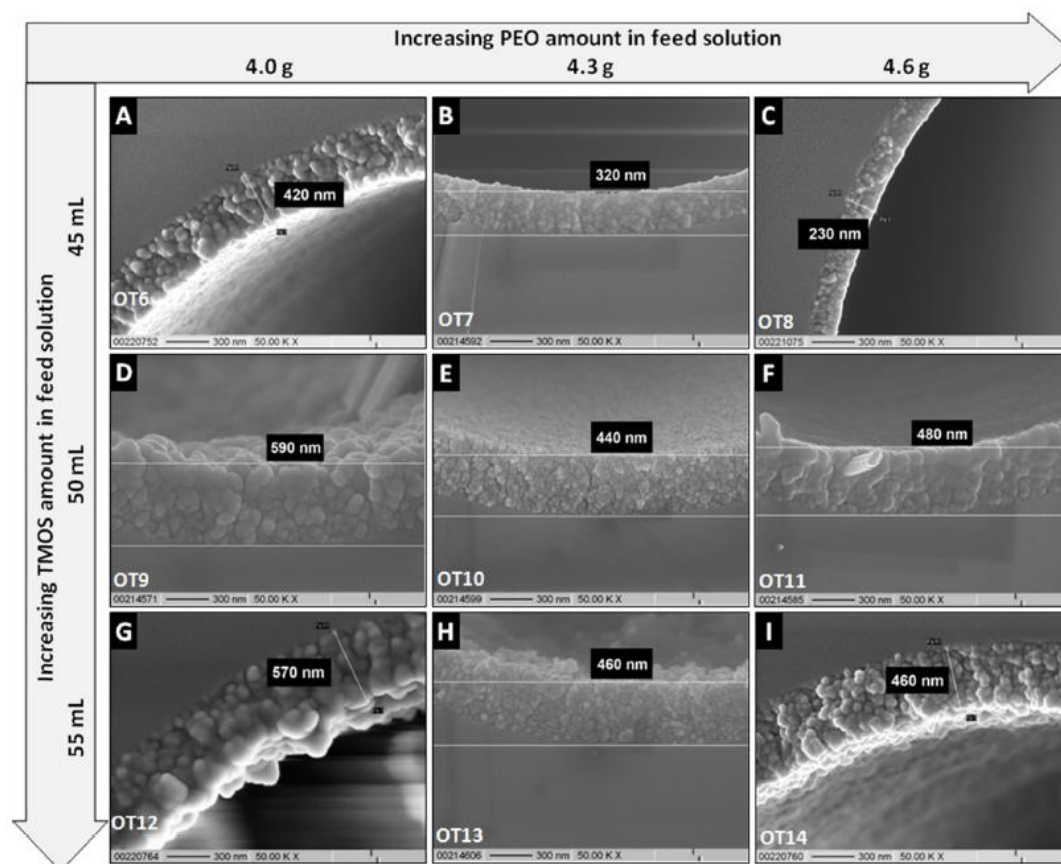 Increasing PEO amount in feed solution
4.0 g 4.3 g 4.6 g
Increasing TMOS amount in feed solution
45 mL
50 mL
55 mL
A
420 nm
OT6
00220752 300 nm 50.00 K X
B
320 nm
OT7
00214592 300 nm 50.00 K X
C
230 nm
OT8
00221075 300 nm 50.00 K X
D
590 nm
OT9
00214571 300 nm 50.00 K X
E
440 nm
OT10
00214599 300 nm 50.00 K X
F
480 nm
OT11
00214585 300 nm 50.00 K X
G
570 nm
OT12
00220764 300 nm 50.00 K X
H
460 nm
OT13
00214606 300 nm 50.00 K X
I
460 nm
OT14
00220760 300 nm 50.00 K X